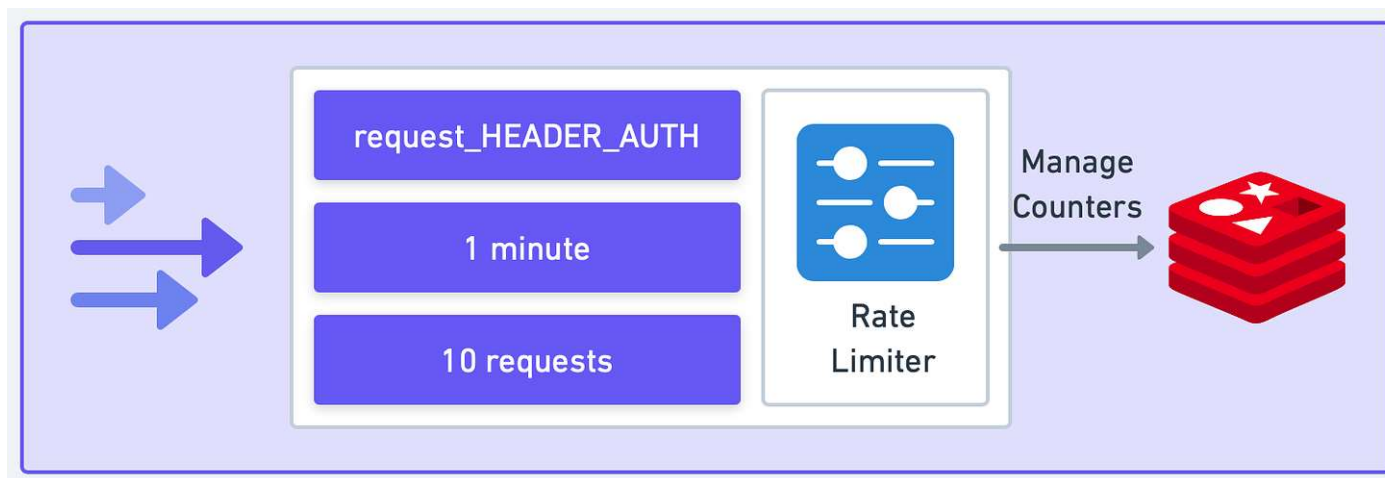 request_HEADER_AUTH
1 minute
10 requests
Rate
Limiter
Manage
Counters